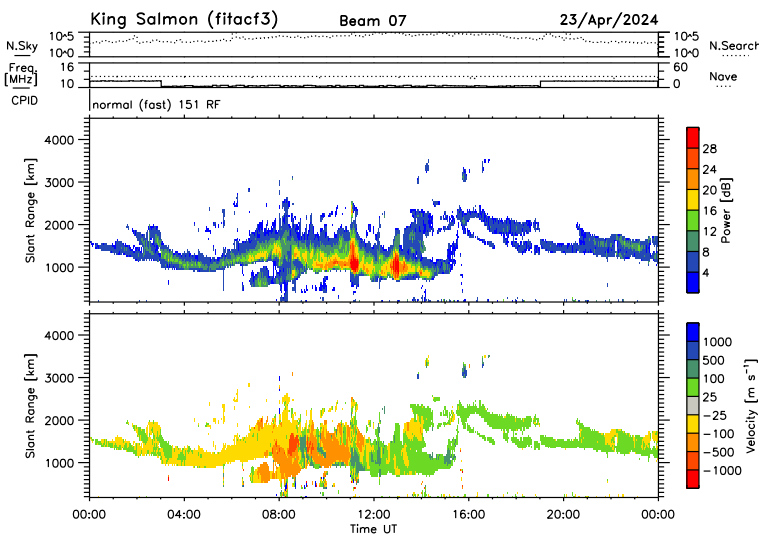 King Salmon (fitacf3) Beam 07 23/Apr/2024
N.Sky 10^5 10^0 10^5 10^0 N.Search
Freq. [MHz] 16 10 60 0 Nave
CPID normal (fast) 151 RF
Slant Range [km] 4000 3000 2000 1000
Power [dB] 28 24 20 16 12 8 4
Slant Range [km] 4000 3000 2000 1000
Velocity [m s⁻¹] 1000 500 100 25 −25 −100 −500 −1000
00:00 04:00 08:00 12:00 16:00 20:00 00:00
Time UT